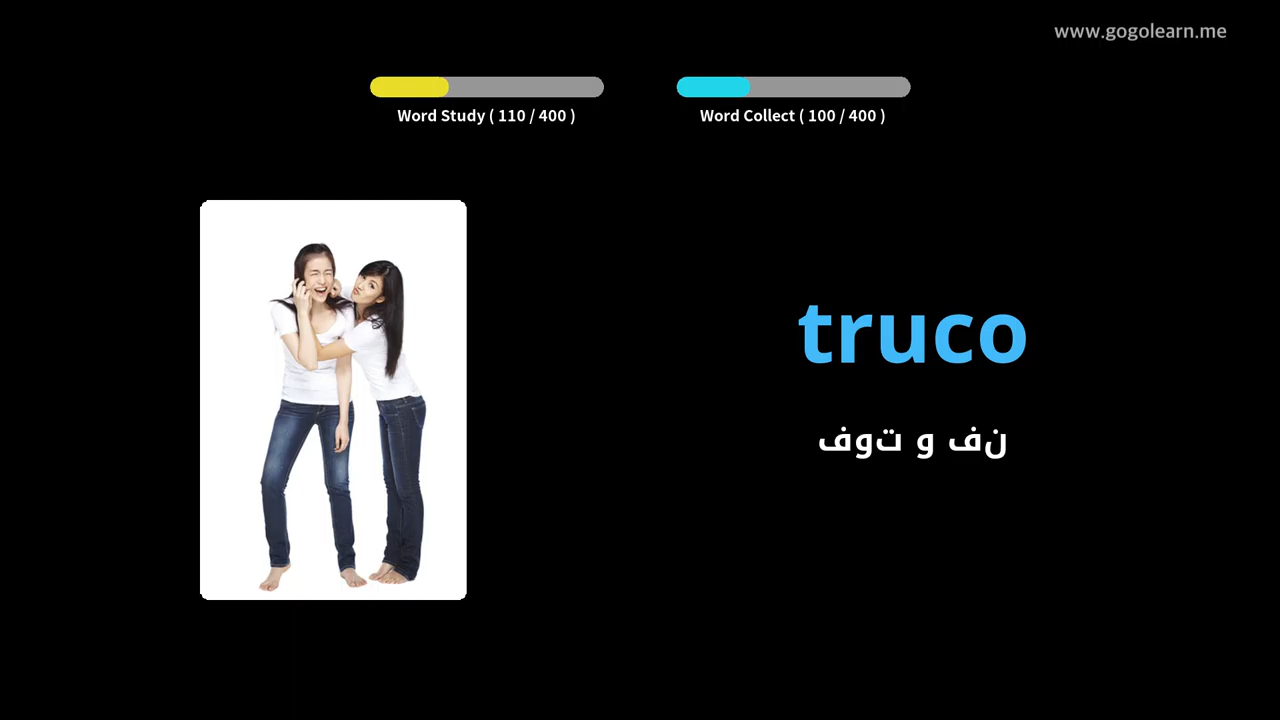 www.gogolearn.me
Word Study ( 110 / 400 )
Word Collect ( 100 / 400 )
truco
نف و توف